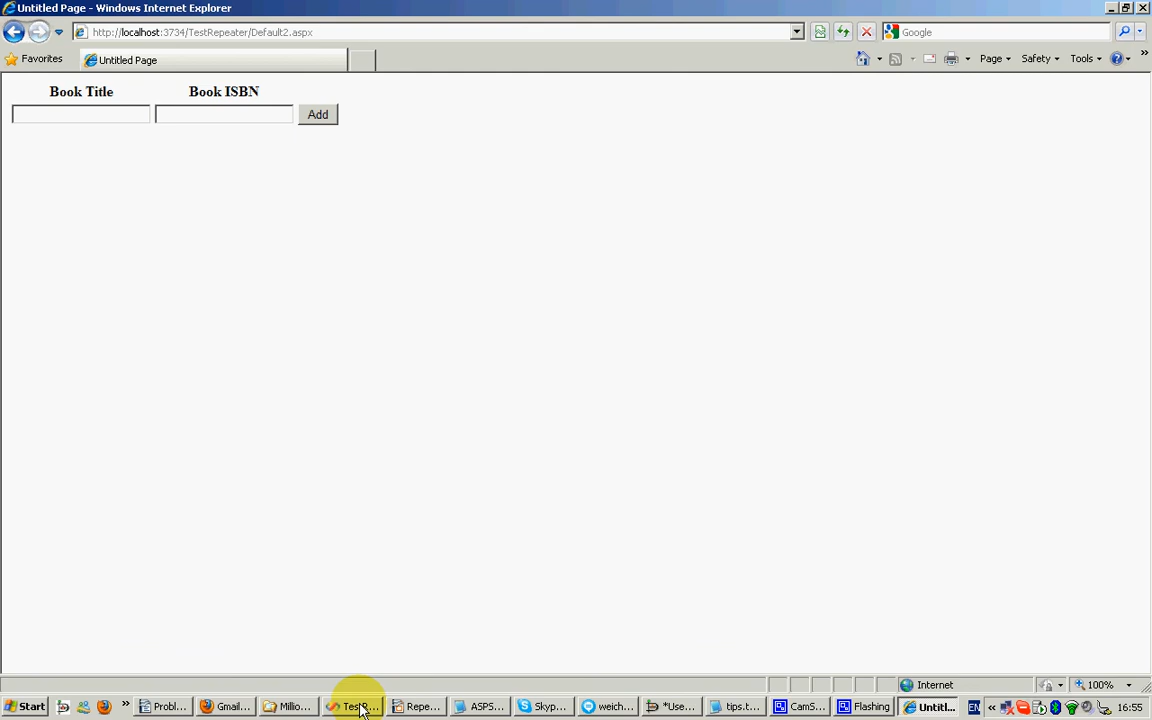 Untitled Page - Windows Internet Explorer
http://localhost:3734/TestRepeater/Default2.aspx
Google
Favorites
Untitled Page
Page
Safety
Tools
Book Title
Book ISBN
Add
Internet
100%
Start
Probl...
Gmail...
Millio...
TestR...
Repe...
ASPS...
Skyp...
weich...
*Use...
tips.t...
CamS...
Flashing
Untitl...
EN
16:55